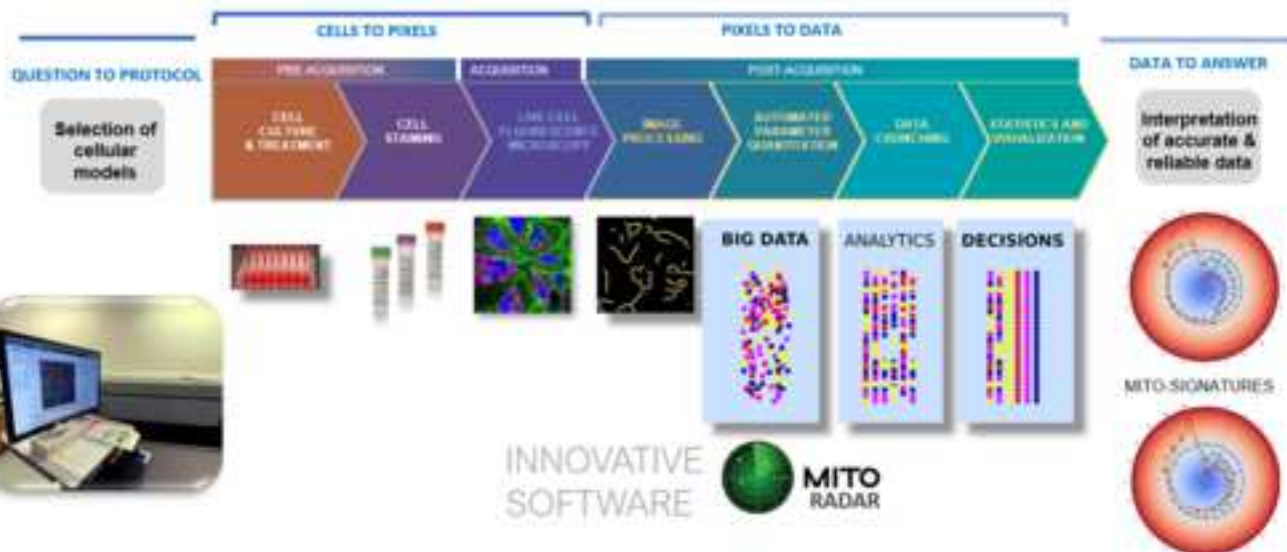 CELLS TO PIXELS
PIXELS TO DATA
QUESTION TO PROTOCOL
DATA TO ANSWER
PRE-ACQUISITION
ACQUISITION
POST-ACQUISITION
Selection of
cellular
models
CELL
CULTURE
& TREATMENT
CELL
STAINING
LIVE CELL
FLUORESCENCE
MICROSCOPY
IMAGE
PROCESSING
AUTOMATED
PARAMETER
QUANTITATION
DATA
CRUNCHING
STATISTICS AND
VISUALIZATION
Interpretation
of accurate &
reliable data
BIG DATA
ANALYTICS
DECISIONS
MITO-SIGNATURES
INNOVATIVE
SOFTWARE
MITO
RADAR